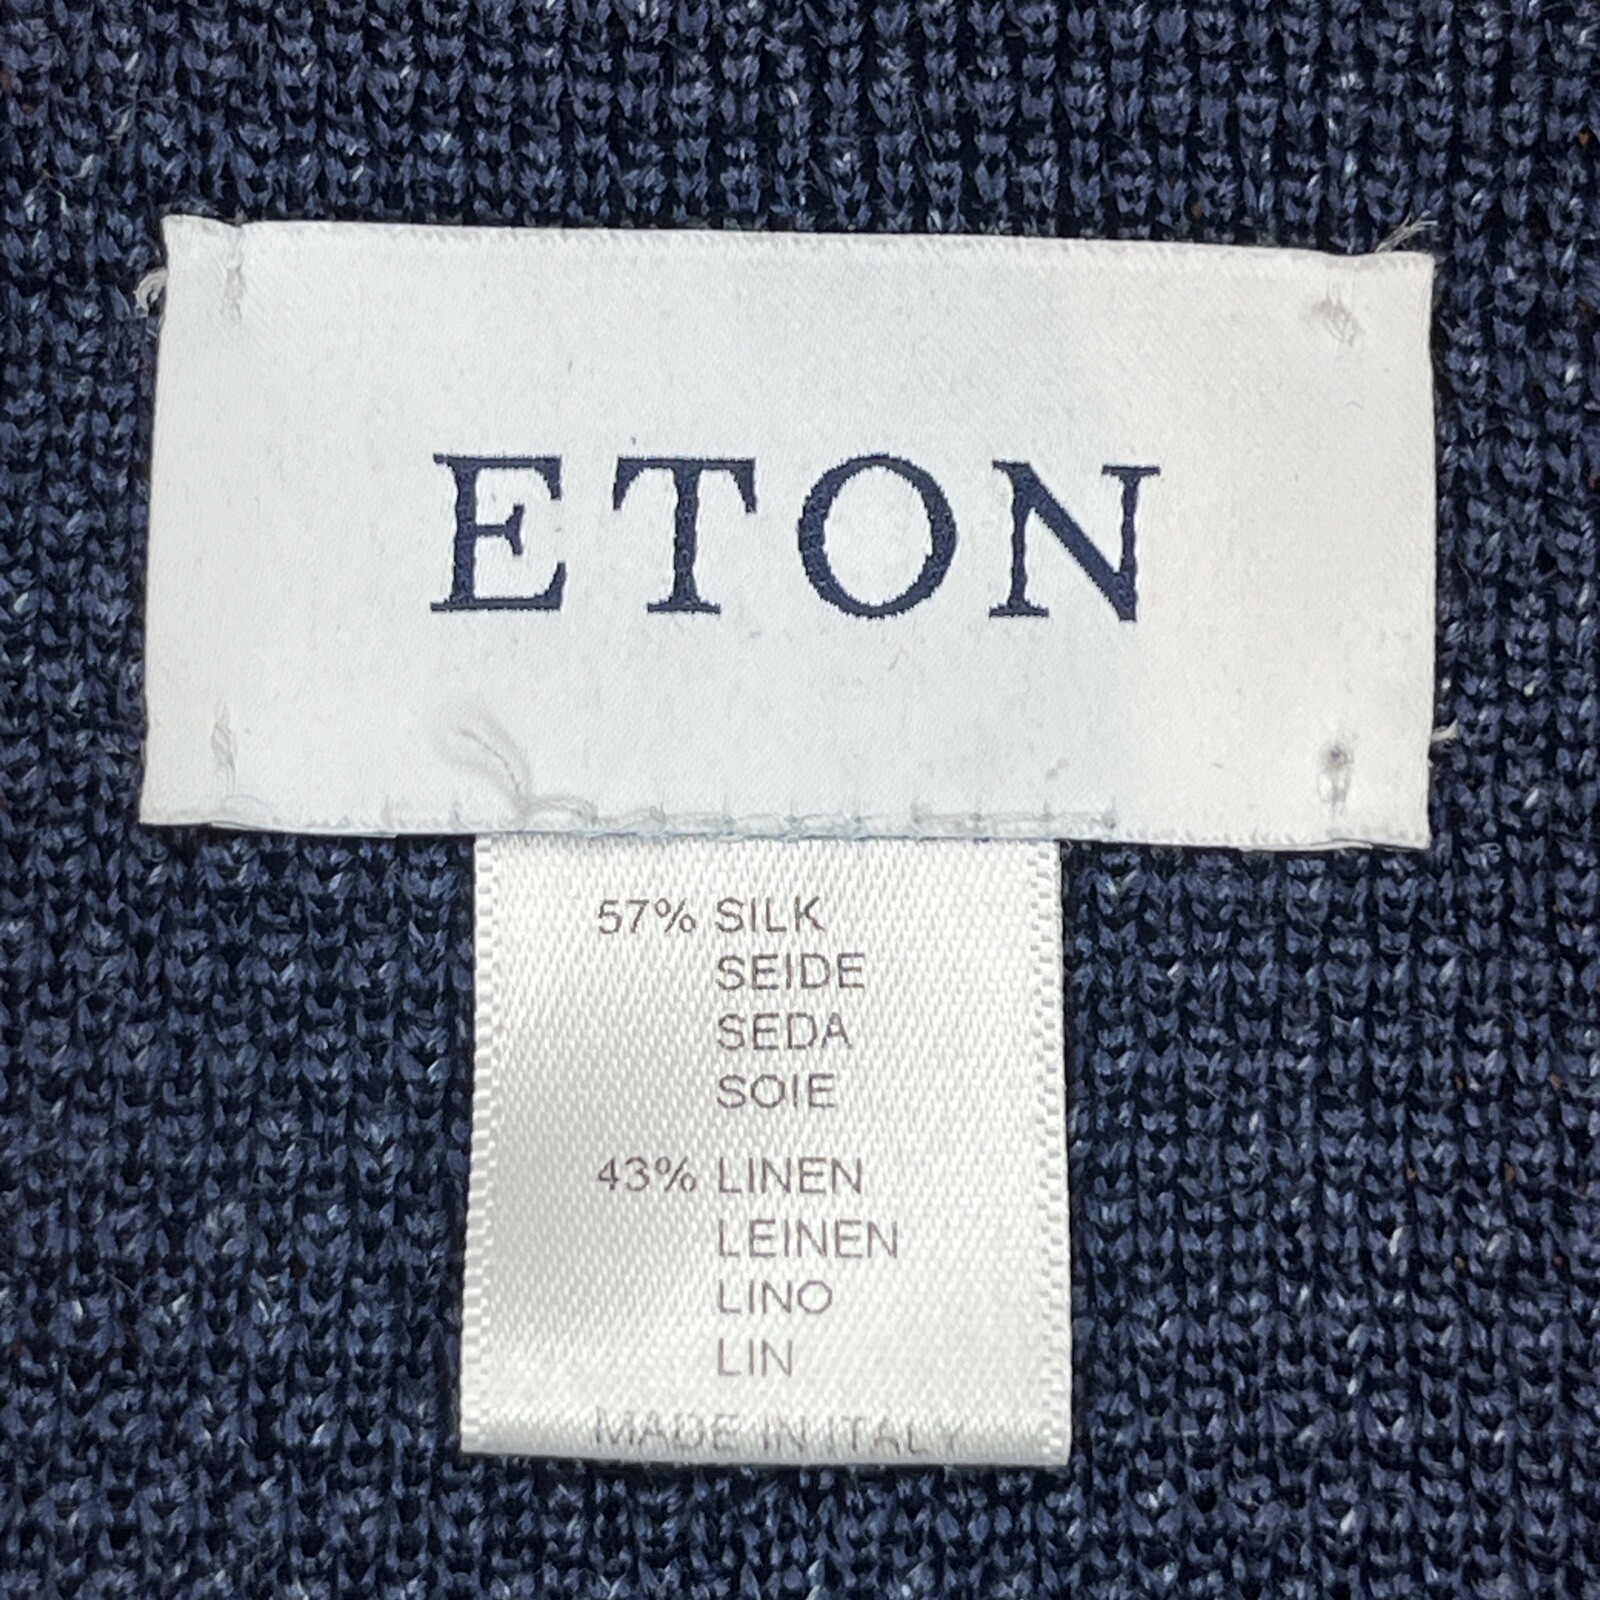 ETON
57% SILK
SEIDE
SEDA
SOIE
43% LINEN
LEINEN
LINO
LIN
MADE IN ITALY